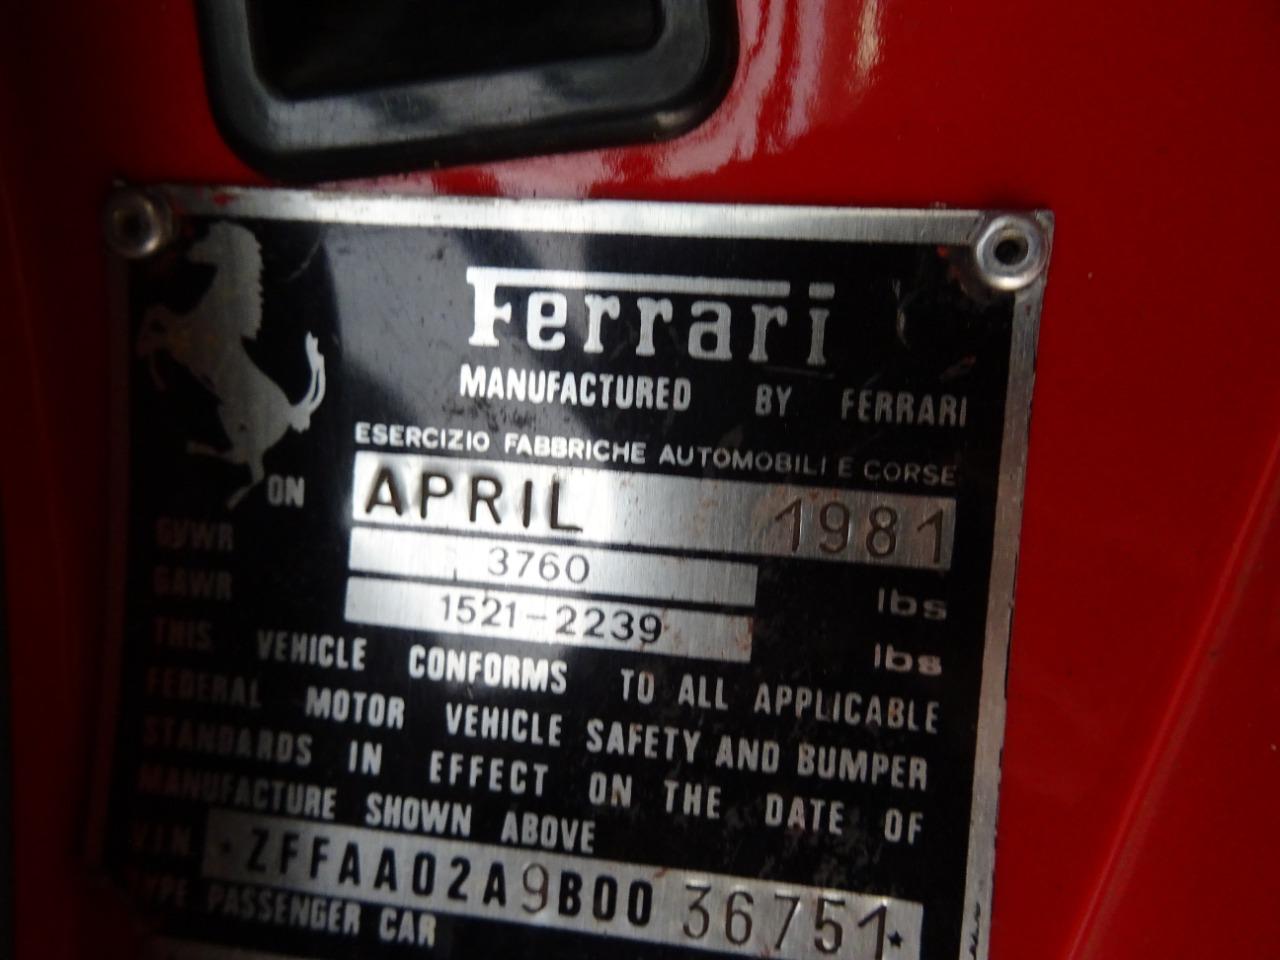 Ferrari
MANUFACTURED BY FERRARI
ESERCIZIO FABBRICHE AUTOMOBILI E CORSE
ON APRIL 1981
GVWR 3760 lbs
GAWR 1521-2239 lbs
THIS VEHICLE CONFORMS TO ALL APPLICABLE
FEDERAL MOTOR VEHICLE SAFETY AND BUMPER
STANDARDS IN EFFECT ON THE DATE OF
MANUFACTURE SHOWN ABOVE
V.I.N. *ZFFAA02A9B0036751*
TYPE PASSENGER CAR